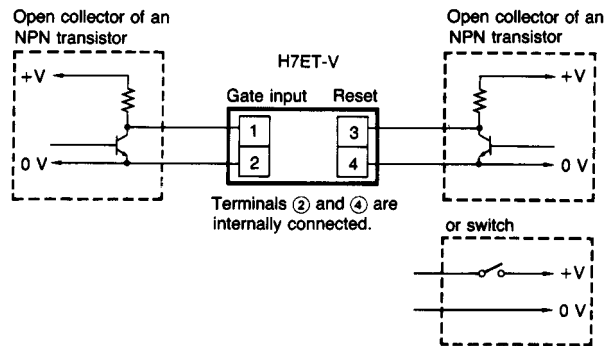 Open collector of an
NPN transistor
+V
0 V
H7ET-V
Gate input Reset
1 3
2 4
Terminals ② and ④ are
internally connected.
Open collector of an
NPN transistor
+V
0 V
or switch
+V
0 V